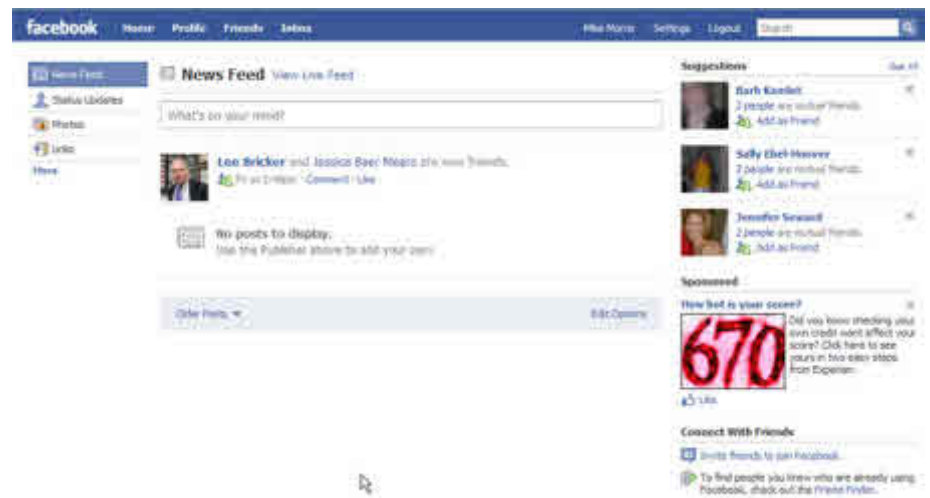 facebook Home Profile Friends Inbox Mike Morris Settings Logout Search
News Feed
Status Updates
Photos
Links
More
News Feed View Live Feed
What's on your mind?
Len Bricker and Jessica Baer are now friends.
Comment · Like
No posts to display.
Use the Publisher above to add your own.
Older Posts
Edit Options
Suggestions See All
2 people are mutual friends.
Add as Friend
Sally
2 people are mutual friends.
Add as Friend
Jennifer Seward
2 people are mutual friends.
Add as Friend
Sponsored
How hot is your score?
670
Did you know checking your
own credit wont affect your
score? Click here to see
yours in two easy steps
from Experian.
Like
Connect With Friends
Invite friends to join Facebook.
To find people you know who are already using
Facebook, check out the Friend Finder.